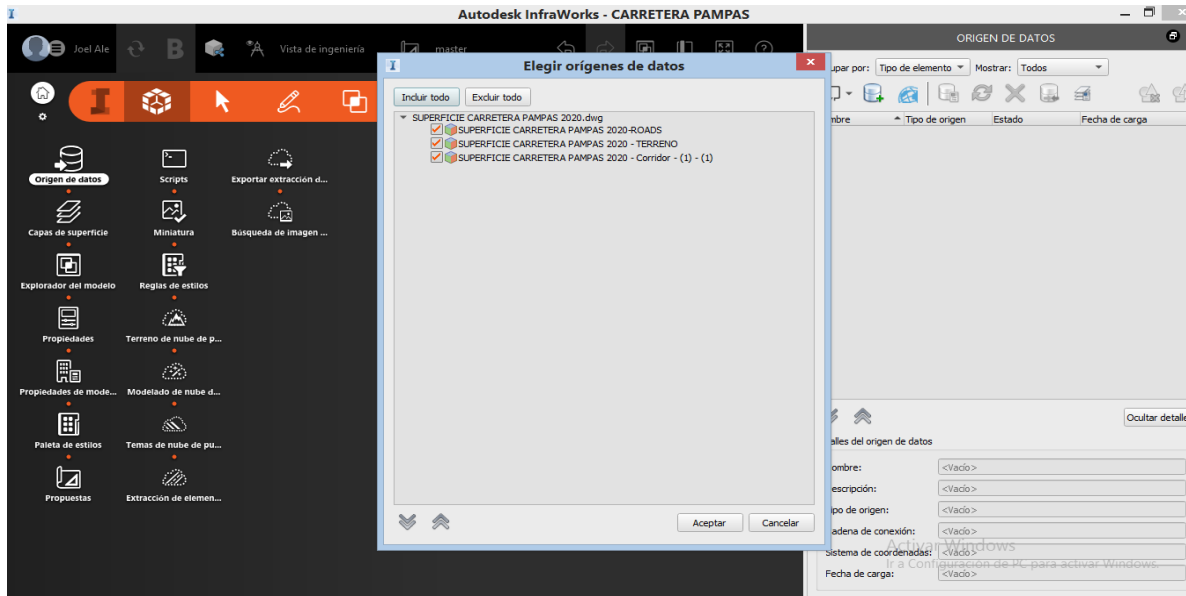 Autodesk InfraWorks - CARRETERA PAMPAS
Joel Ale
Vista de ingeniería
master
ORIGEN DE DATOS
Elegir orígenes de datos
upar por: Tipo de elemento Mostrar: Todos
Incluir todo Excluir todo
SUPERFICIE CARRETERA PAMPAS 2020.dwg
SUPERFICIE CARRETERA PAMPAS 2020-ROADS
SUPERFICIE CARRETERA PAMPAS 2020 - TERRENO
SUPERFICIE CARRETERA PAMPAS 2020 - Corridor - (1) - (1)
Aceptar Cancelar
mbre Tipo de origen Estado Fecha de carga
Origen de datos Scripts Exportar extracción d...
Capas de superficie Miniatura Búsqueda de imagen ...
Explorador del modelo Reglas de estilos
Propiedades Terreno de nube de p...
Propiedades de mode... Modelado de nube d...
Paleta de estilos Temas de nube de pu...
Propuestas Extracción de elemen...
Ocultar detalle
alles del origen de datos
ombre: <Vacío>
escripción: <Vacío>
ipo de origen: <Vacío>
adena de conexión: <Vacío>
Sistema de coordenadas: <Vacío>
Fecha de carga: <Vacío>
Activar Windows
Ir a Configuración de PC para activar Windows.